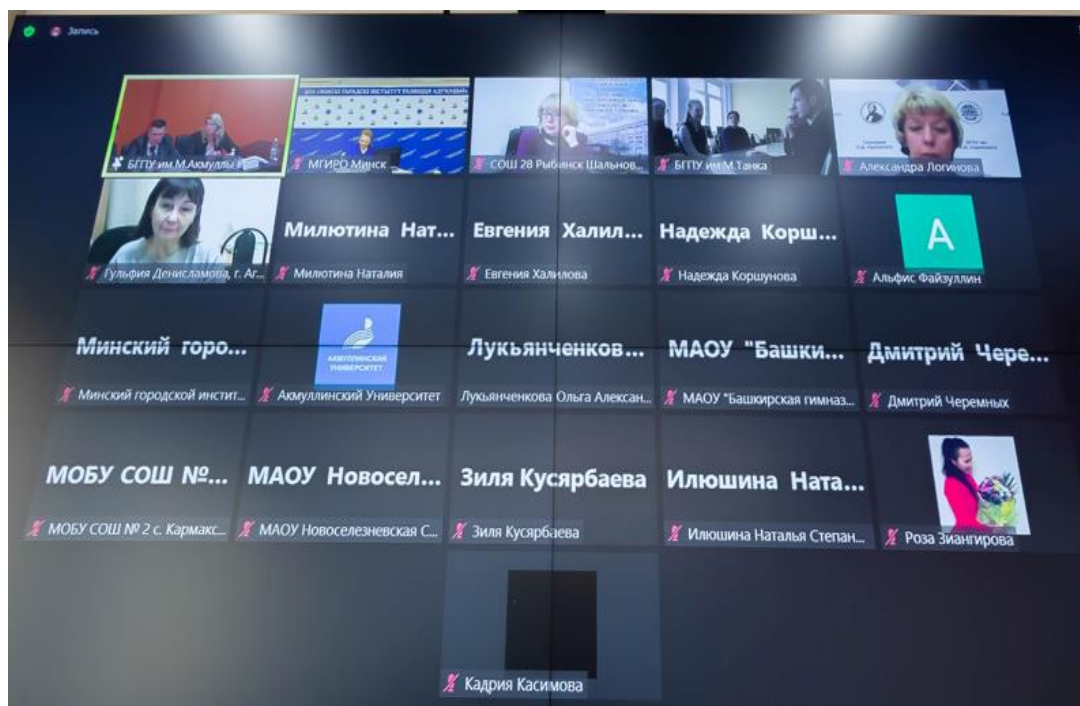 Запись
БГПУ им.М.Акмуллы
МГИРО Минск
СОШ 28 Рыбинск Шальнов...
БГПУ им М.Танка
Александра Логинова
Гульфия Денисламова, г. Аг...
Милютина Нат...
Милютина Наталия
Евгения Халил...
Евгения Халилова
Надежда Корш...
Надежда Коршунова
А
Альфис Файзуллин
Минский горо...
Минский городской инстит...
АКМУЛЛИНСКИЙ
УНИВЕРСИТЕТ
Акмуллинский Университет
Лукьянченков...
Лукьянченкова Ольга Алексан...
МАОУ "Башки...
МАОУ "Башкирская гимназ...
Дмитрий Чере...
Дмитрий Черемных
МОБУ СОШ №...
МОБУ СОШ № 2 с. Кармакс...
МАОУ Новосел...
МАОУ Новоселезневская С...
Зиля Кусярбаева
Зиля Кусярбаева
Илюшина Ната...
Илюшина Наталья Степан...
Роза Зиангирова
Кадрия Касимова